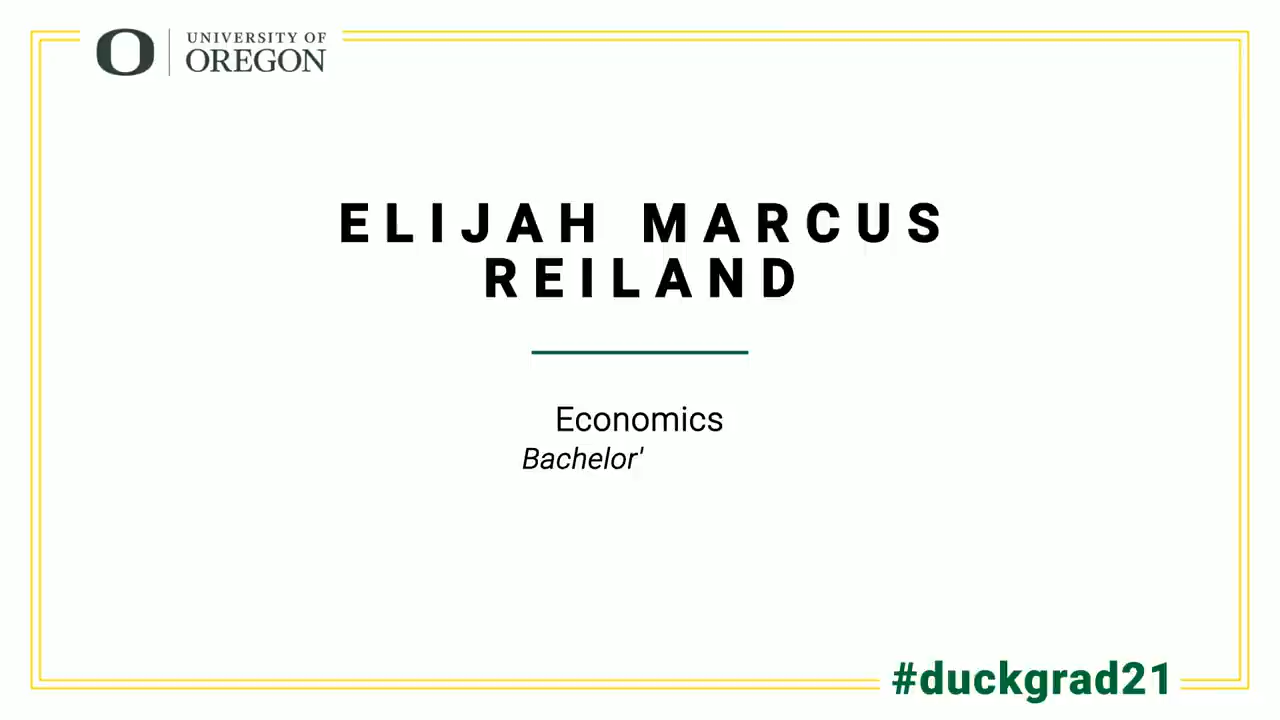 UNIVERSITY OF
OREGON
ELIJAH MARCUS
REILAND
Economics
Bachelor'
#duckgrad21